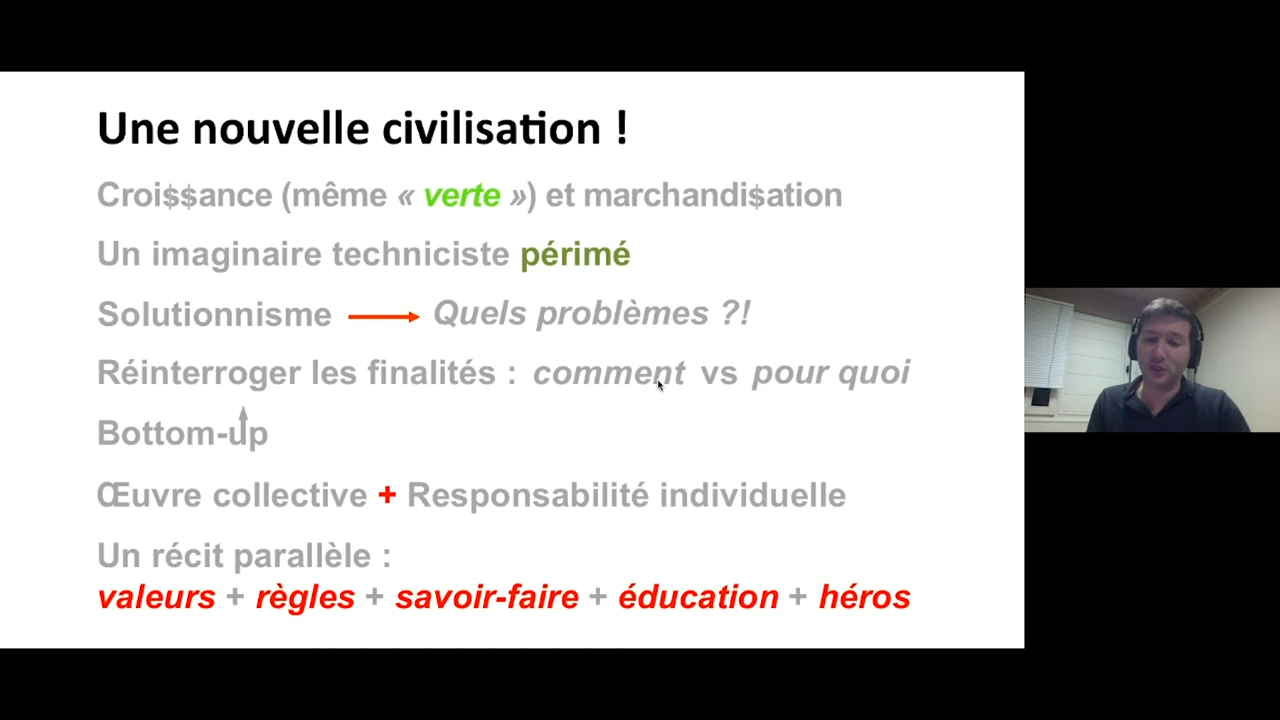 Une nouvelle civilisation !
Croi$$ance (même « verte ») et marchandi$ation
Un imaginaire techniciste périmé
Solutionnisme → Quels problèmes ?!
Réinterroger les finalités : comment vs pour quoi
Bottom-up
Œuvre collective + Responsabilité individuelle
Un récit parallèle :
valeurs + règles + savoir-faire + éducation + héros